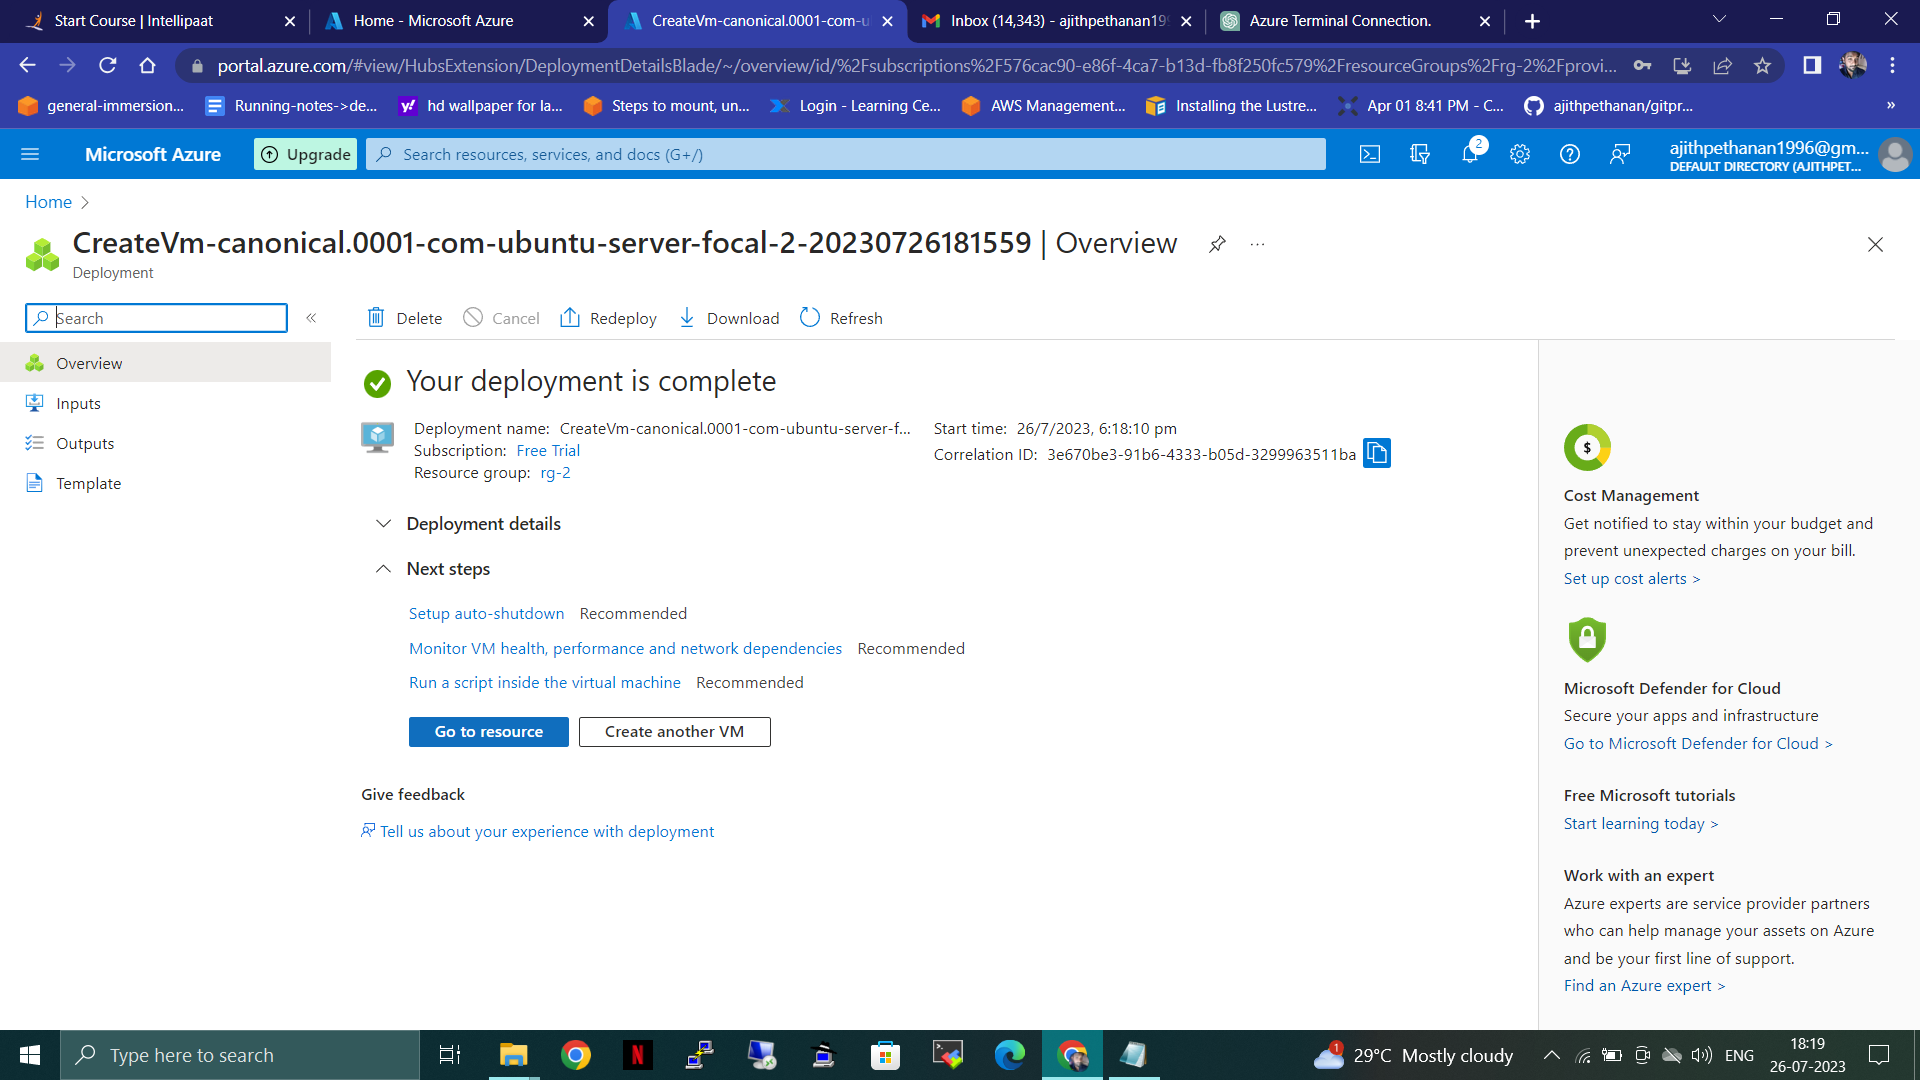 Start Course | Intellipaat
Home - Microsoft Azure
CreateVm-canonical.0001-com-u
Inbox (14,343) - ajithpethanan199
Azure Terminal Connection.
portal.azure.com/#view/HubsExtension/DeploymentDetailsBlade/~/overview/id/%2Fsubscriptions%2F576cac90-e86f-4ca7-b13d-fb8f250fc579%2FresourceGroups%2Frg-2%2Fprovi...
general-immersion...
Running-notes->de...
hd wallpaper for la...
Steps to mount, un...
Login - Learning Ce...
AWS Management...
Installing the Lustre...
Apr 01 8:41 PM - C...
ajithpethanan/gitpr...
»
Microsoft Azure
Upgrade
Search resources, services, and docs (G+/)
2
ajithpethanan1996@gm...
DEFAULT DIRECTORY (AJITHPET...
Home
CreateVm-canonical.0001-com-ubuntu-server-focal-2-20230726181559 | Overview
Deployment
Search
Delete
Cancel
Redeploy
Download
Refresh
Overview
Inputs
Outputs
Template
Your deployment is complete
Deployment name: CreateVm-canonical.0001-com-ubuntu-server-f...
Subscription: Free Trial
Resource group: rg-2
Start time: 26/7/2023, 6:18:10 pm
Correlation ID: 3e670be3-91b6-4333-b05d-3299963511ba
Deployment details
Next steps
Setup auto-shutdown Recommended
Monitor VM health, performance and network dependencies Recommended
Run a script inside the virtual machine Recommended
Go to resource
Create another VM
Give feedback
Tell us about your experience with deployment
$
Cost Management
Get notified to stay within your budget and
prevent unexpected charges on your bill.
Set up cost alerts >
Microsoft Defender for Cloud
Secure your apps and infrastructure
Go to Microsoft Defender for Cloud >
Free Microsoft tutorials
Start learning today >
Work with an expert
Azure experts are service provider partners
who can help manage your assets on Azure
and be your first line of support.
Find an Azure expert >
Type here to search
N
1
29°C Mostly cloudy
ENG
18:19
26-07-2023